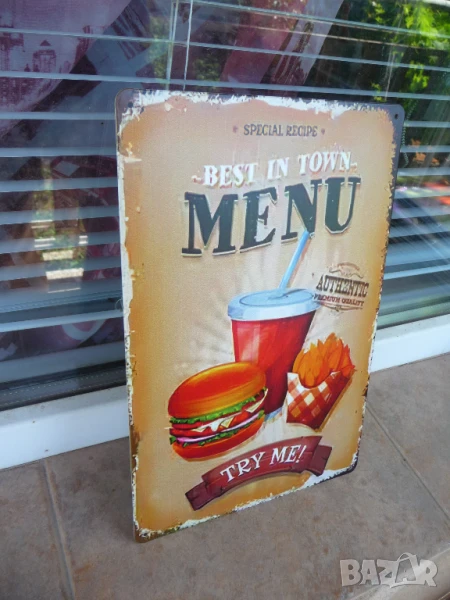 SPECIAL RECIPE
BEST IN TOWN
MENU
AUTHENTIC
PREMIUM QUALITY
TRY ME!
BAZAR